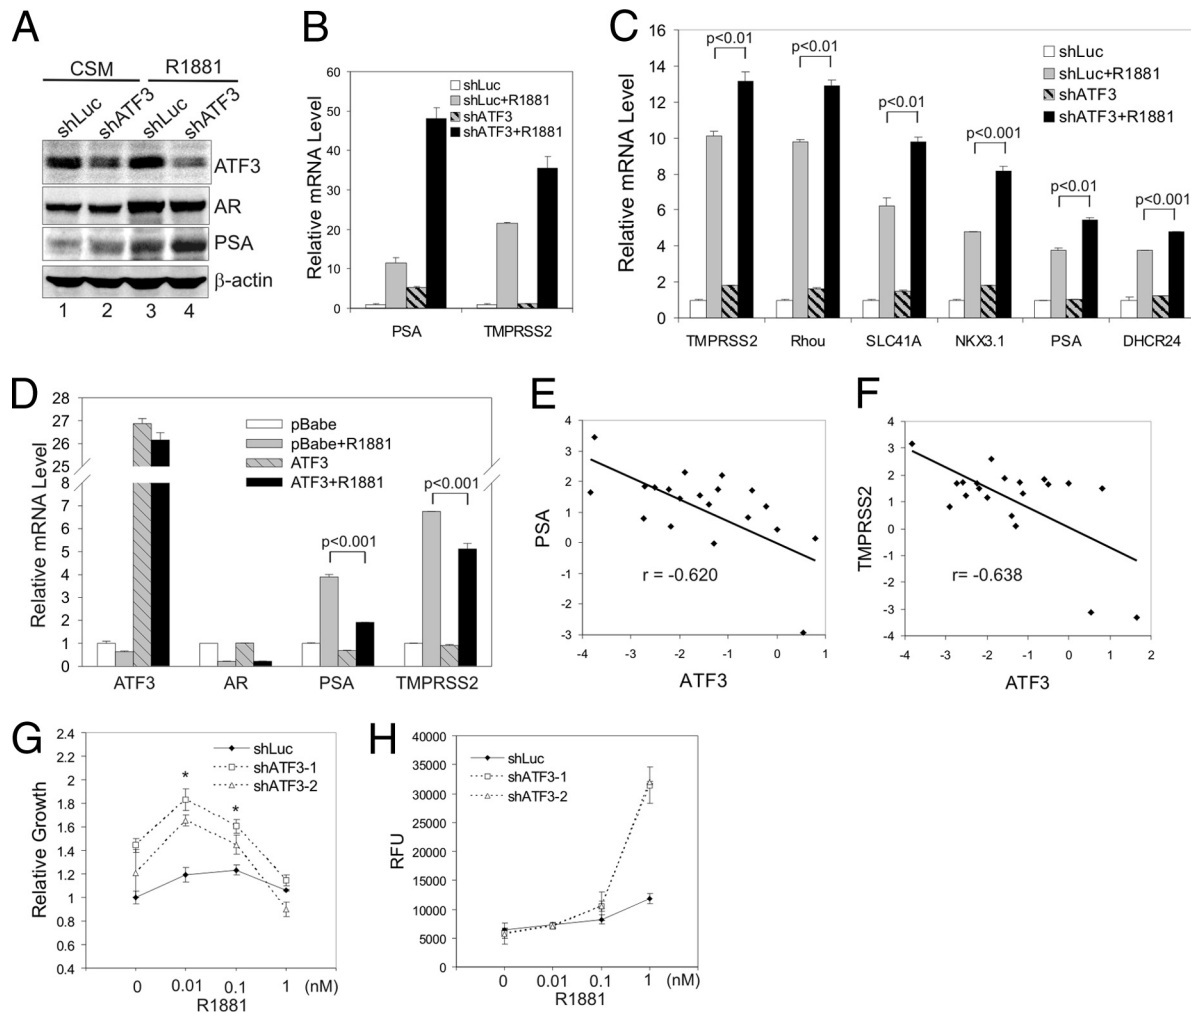 A
CSM R1881
shLuc shATF3 shLuc shATF3
ATF3
AR
PSA
β-actin
1 2 3 4
B
Relative mRNA Level
60
50
40
30
20
10
0
shLuc
shLuc+R1881
shATF3
shATF3+R1881
PSA TMPRSS2
C
Relative mRNA Level
16
14
12
10
8
6
4
2
0
p<0.01
p<0.01
p<0.01
p<0.001
p<0.01
p<0.001
shLuc
shLuc+R1881
shATF3
shATF3+R1881
TMPRSS2 Rhou SLC41A NKX3.1 PSA DHCR24
D
Relative mRNA Level
28
27
26
25
8
7
6
5
4
3
2
1
0
pBabe
pBabe+R1881
ATF3
ATF3+R1881
p<0.001
p<0.001
ATF3 AR PSA TMPRSS2
E
PSA
4
3
2
1
0
-1
-2
-3
r = -0.620
-4 -3 -2 -1 0 1
ATF3
F
TMPRSS2
4
3
2
1
0
-1
-2
-3
-4
r= -0.638
-4 -3 -2 -1 0 1 2
ATF3
G
Relative Growth
2.4
2.2
2
1.8
1.6
1.4
1.2
1
0.8
0.6
0.4
shLuc
shATF3-1
shATF3-2
* *
0 0.01 0.1 1 (nM)
R1881
H
RFU
40000
35000
30000
25000
20000
15000
10000
5000
0
shLuc
shATF3-1
shATF3-2
0 0.01 0.1 1 (nM)
R1881